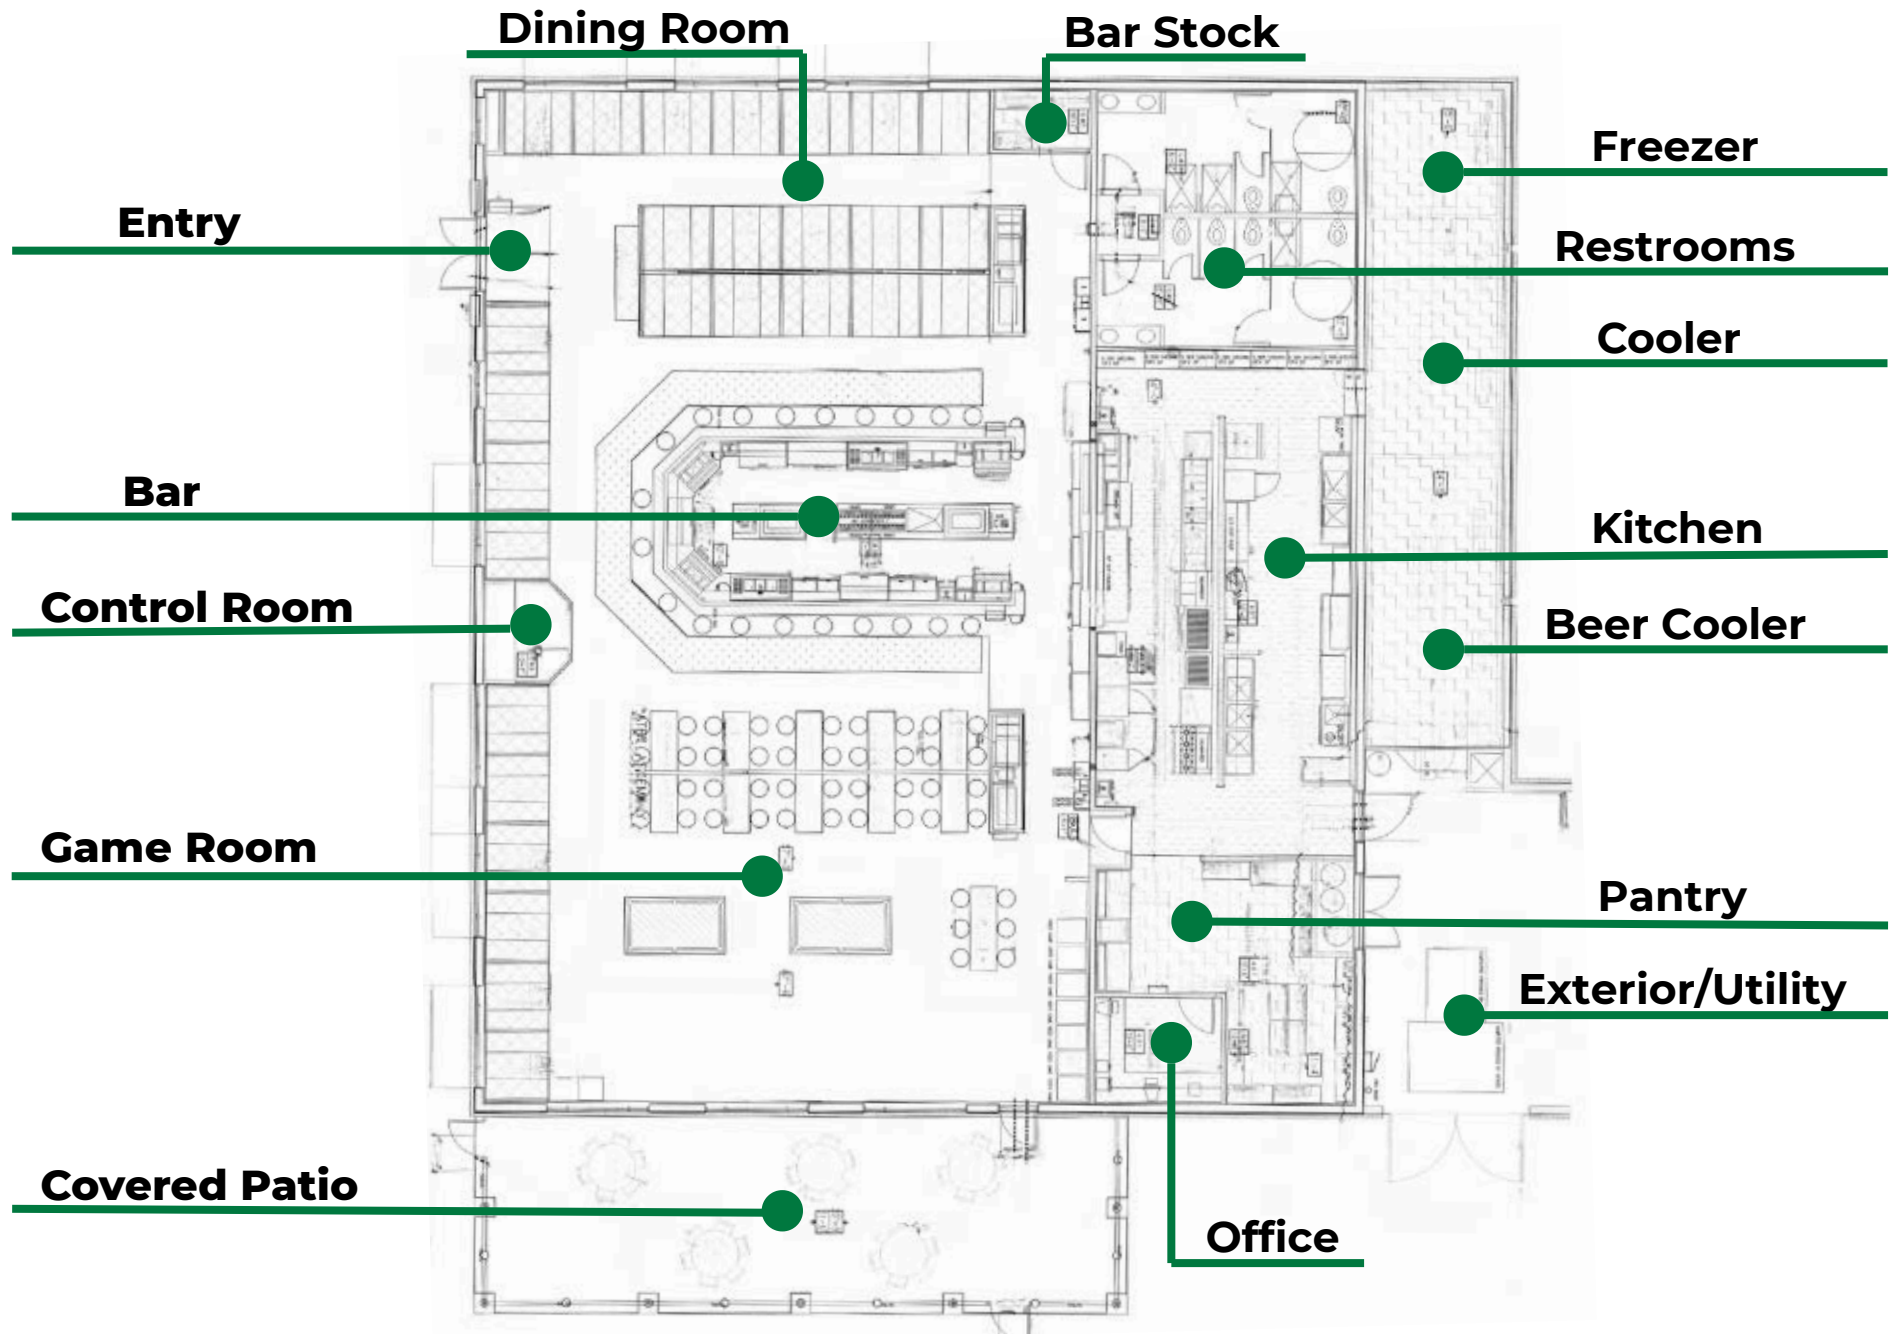 Dining Room
Bar Stock
Freezer
Entry
Restrooms
Cooler
Bar
Kitchen
Control Room
Beer Cooler
Game Room
Pantry
Exterior/Utility
Covered Patio
Office